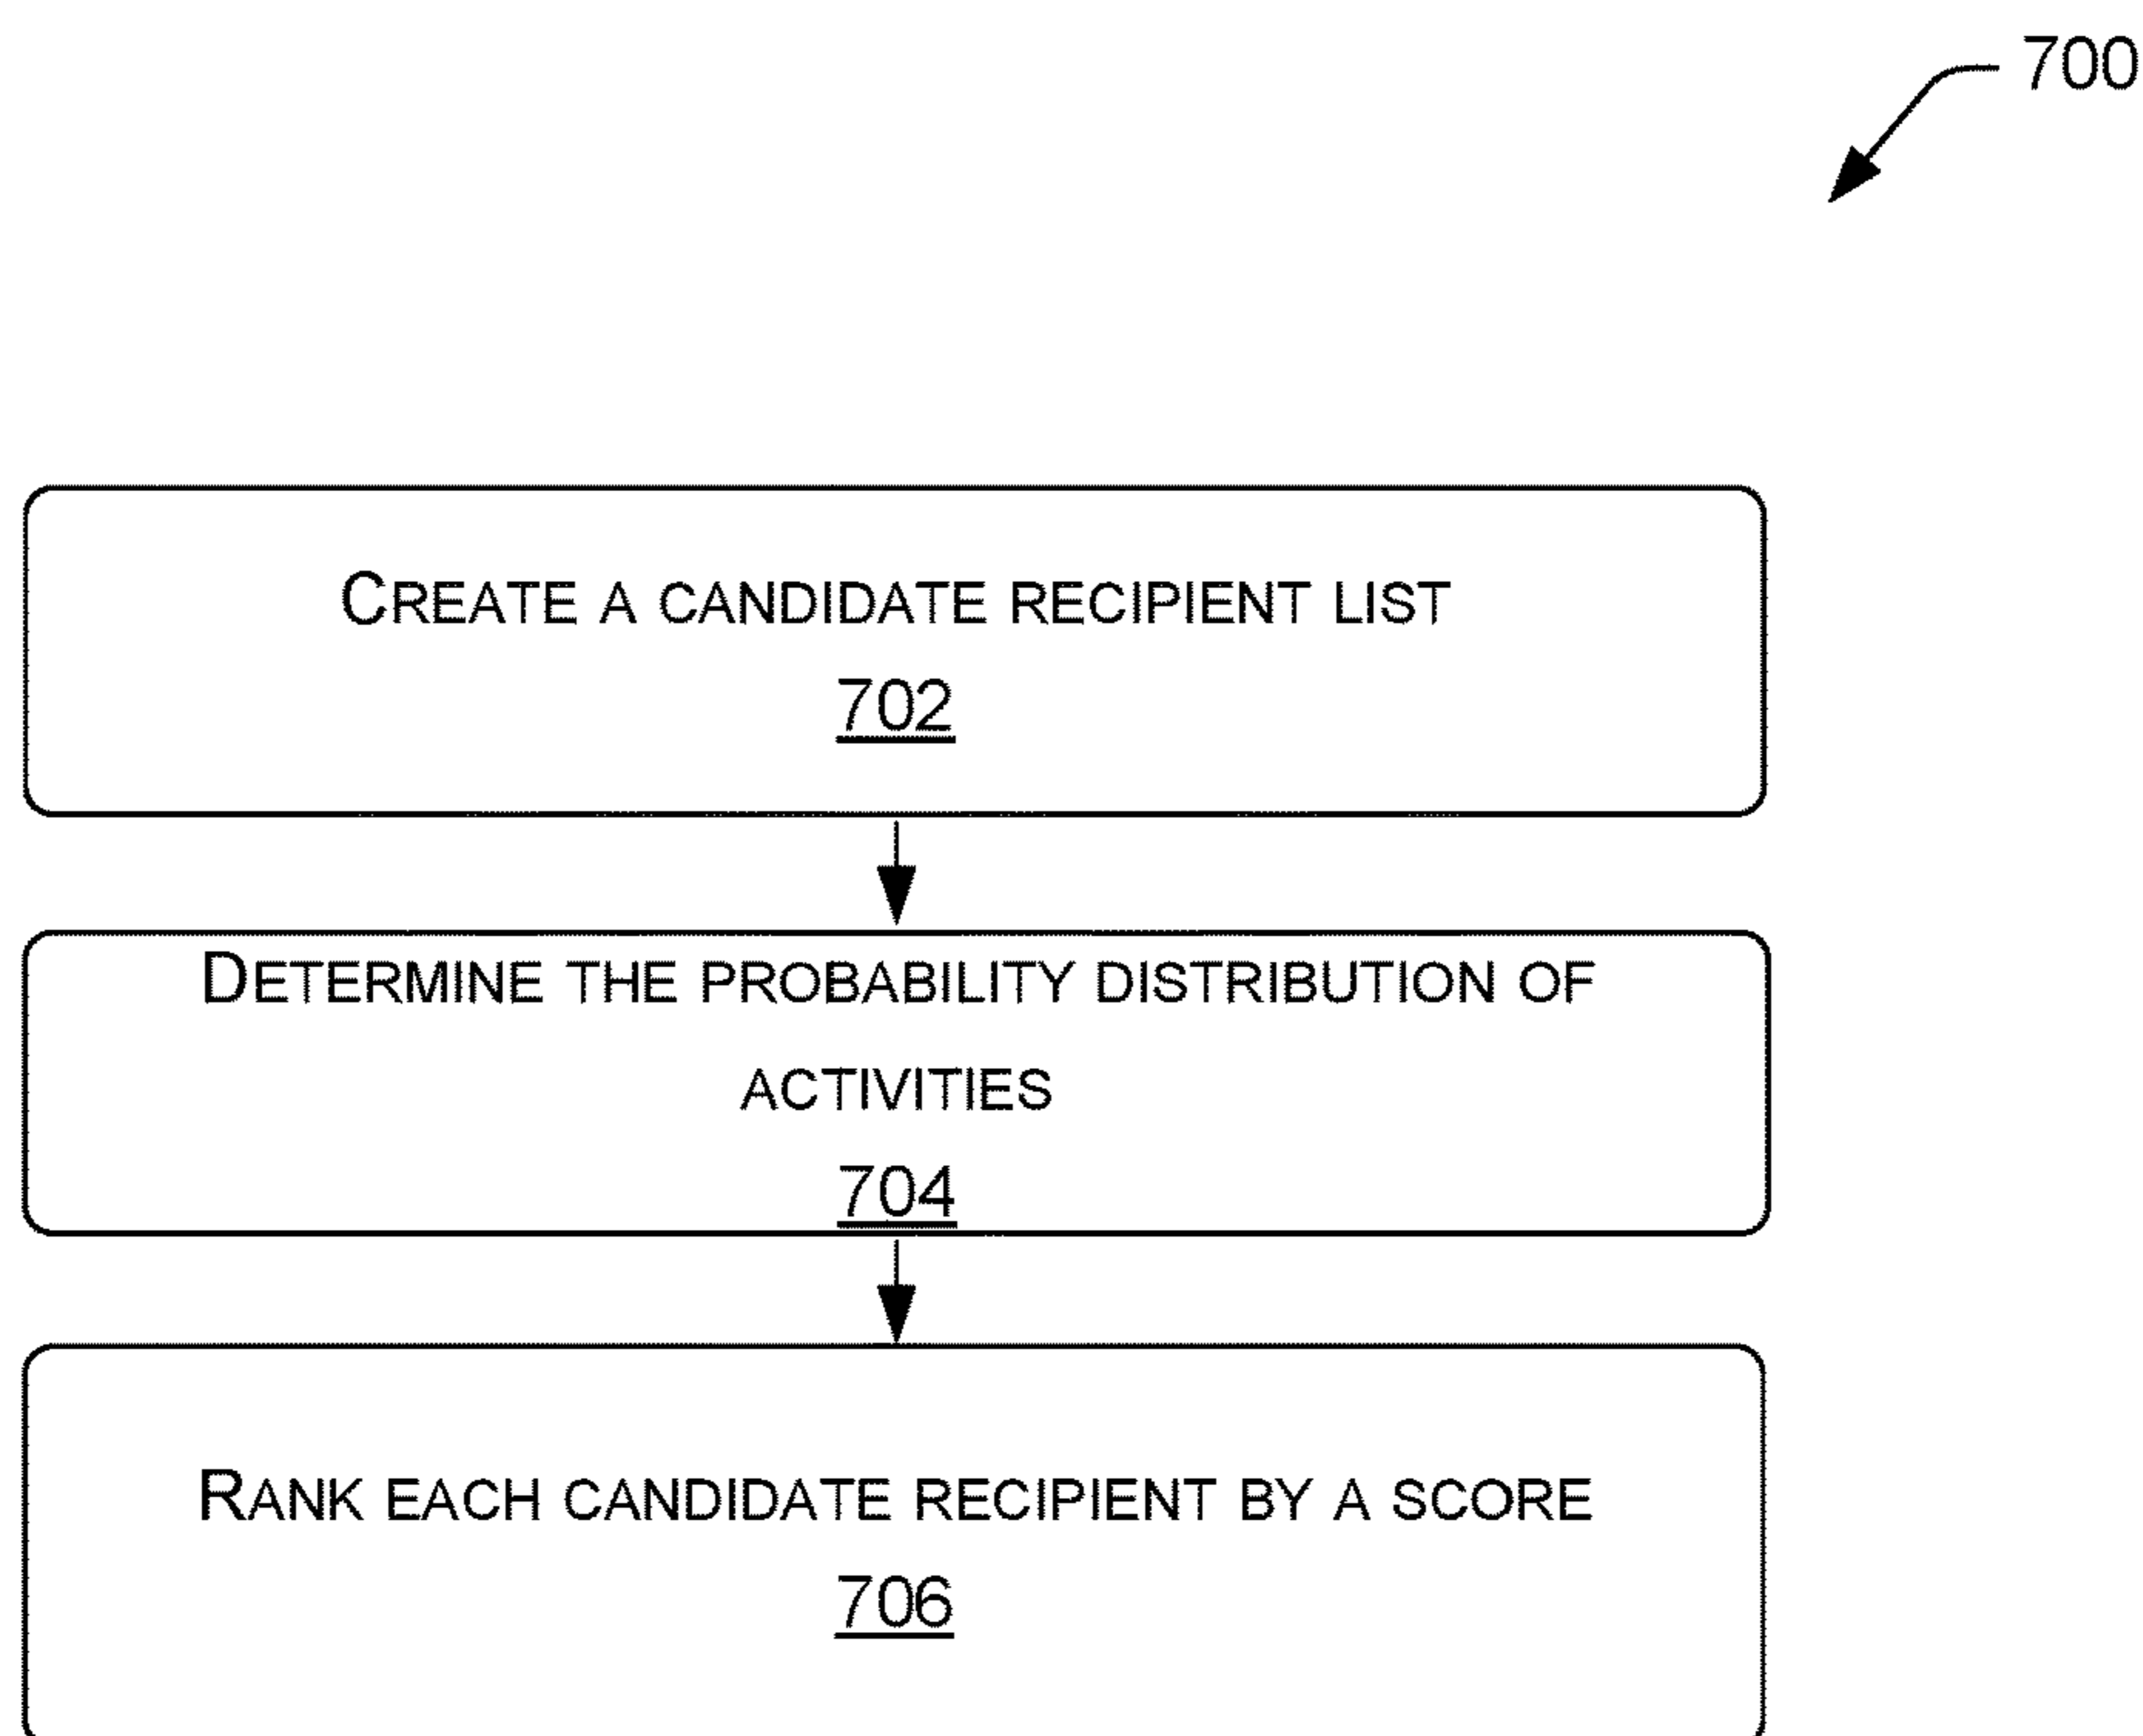 700
CREATE A CANDIDATE RECIPIENT LIST
702
DETERMINE THE PROBABILITY DISTRIBUTION OF
ACTIVITIES
704
RANK EACH CANDIDATE RECIPIENT BY A SCORE
706